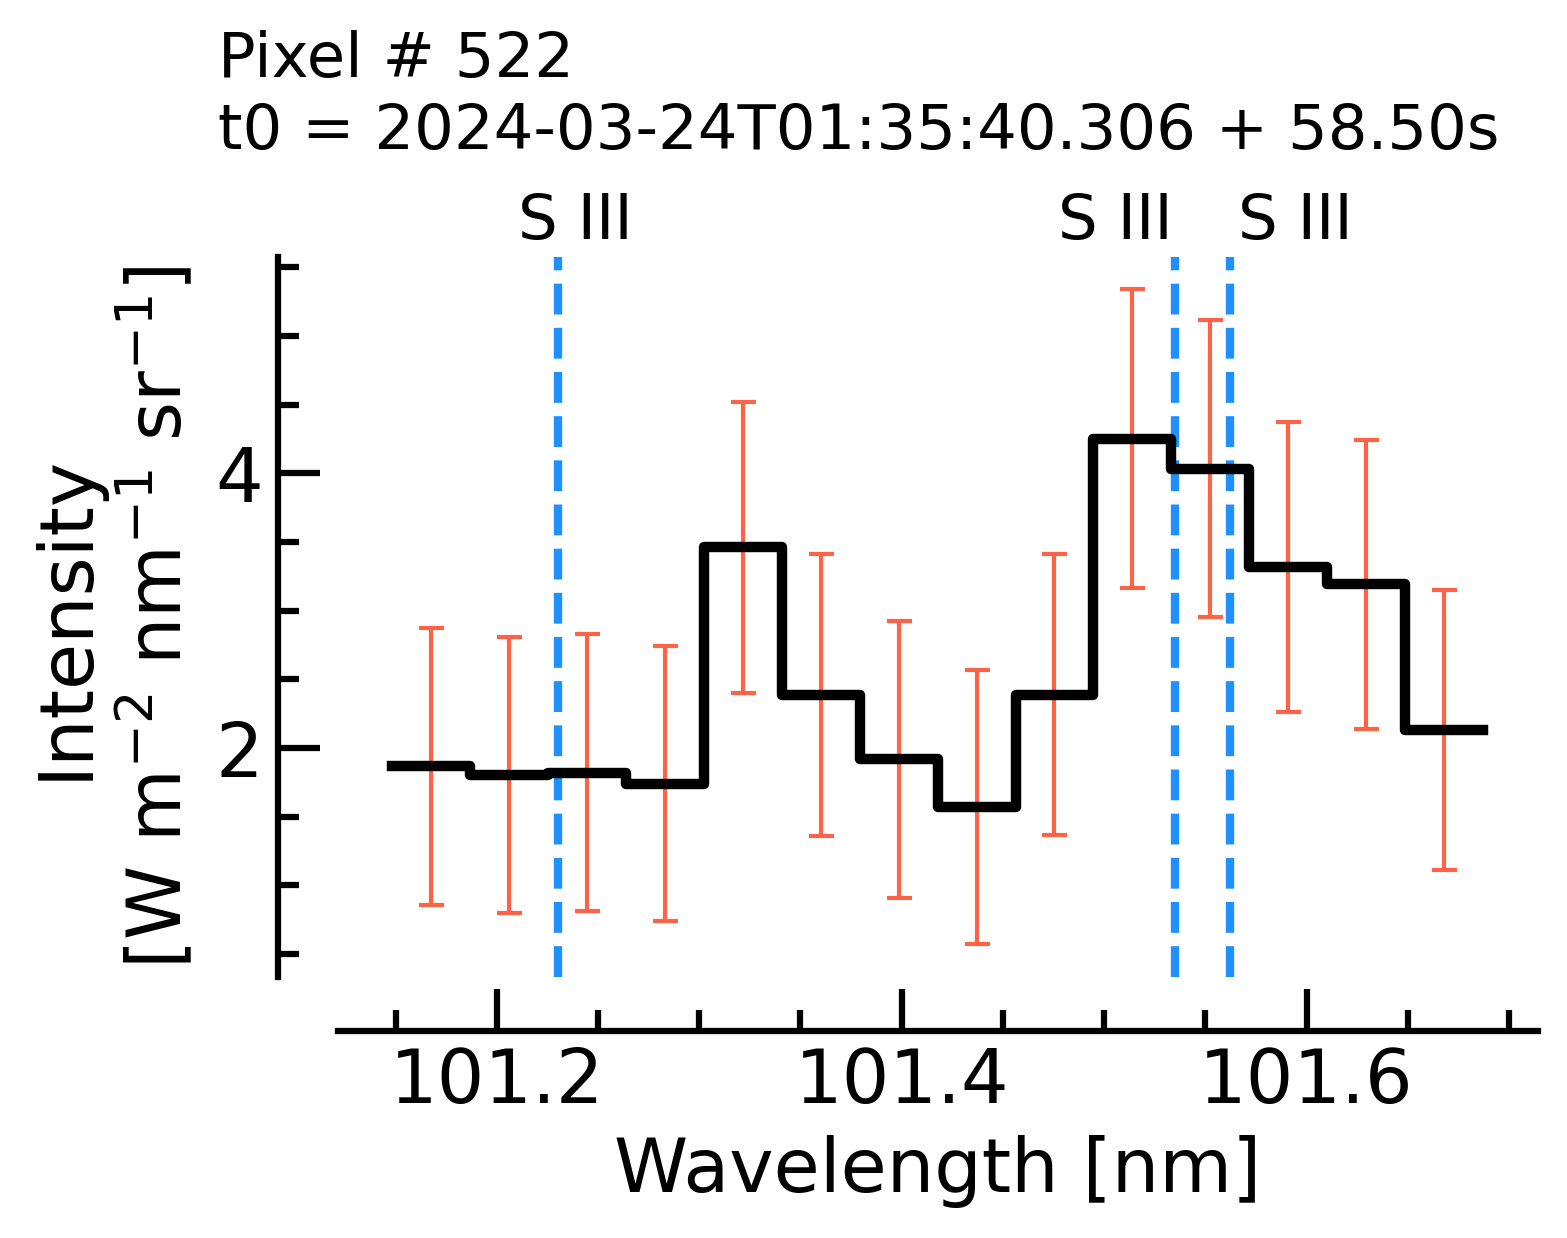 Pixel # 522
t0 = 2024-03-24T01:35:40.306 + 58.50s
S III S III S III
Intensity
[W m⁻² nm⁻¹ sr⁻¹]
4
2
101.2 101.4 101.6
Wavelength [nm]